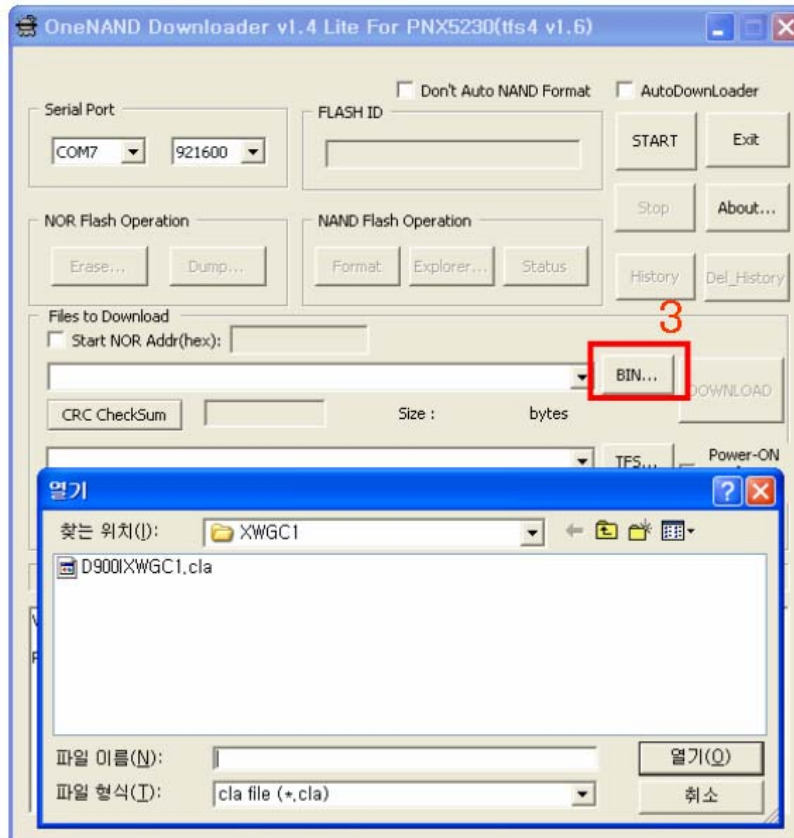 OneNAND Downloader v1.4 Lite For PNX5230(tfs4 v1.6)
Don't Auto NAND Format
AutoDownLoader
Serial Port
FLASH ID
COM7
921600
START
Exit
Stop
About...
NOR Flash Operation
NAND Flash Operation
Erase...
Dump...
Format
Explorer...
Status
History
Del_History
3
Files to Download
Start NOR Addr(hex):
BIN...
DOWNLOAD
CRC CheckSum
Size :
bytes
TFS...
Power-ON
열기
찾는 위치(I):
XWGC1
D900IXWGC1.cla
파일 이름(N):
열기(O)
파일 형식(T):
cla file (*.cla)
취소